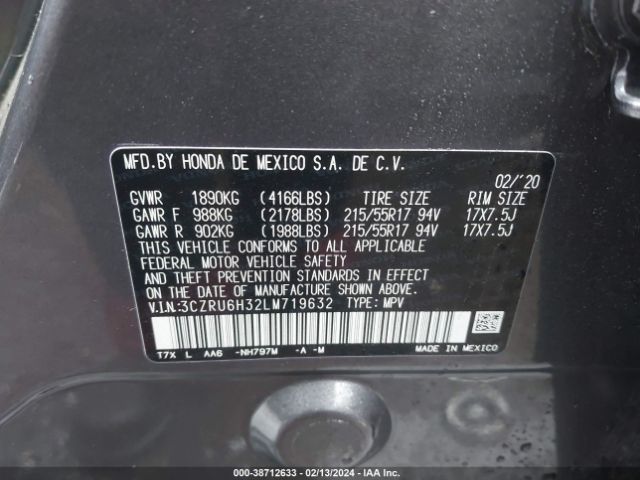 MFD.BY HONDA DE MEXICO S.A. DE C.V.
02/'20
GVWR 1890KG (4166LBS) TIRE SIZE RIM SIZE
GAWR F 988KG (2178LBS) 215/55R17 94V 17X7.5J
GAWR R 902KG (1988LBS) 215/55R17 94V 17X7.5J
THIS VEHICLE CONFORMS TO ALL APPLICABLE
FEDERAL MOTOR VEHICLE SAFETY
AND THEFT PREVENTION STANDARDS IN EFFECT
ON THE DATE OF MANUFACTURE SHOWN ABOVE.
V.I.N.:3CZRU6H32LM719632 TYPE: MPV
T7X L AA6 -NH797M -A -M
MADE IN MEXICO
000-38712633 - 02/13/2024 - IAA Inc.